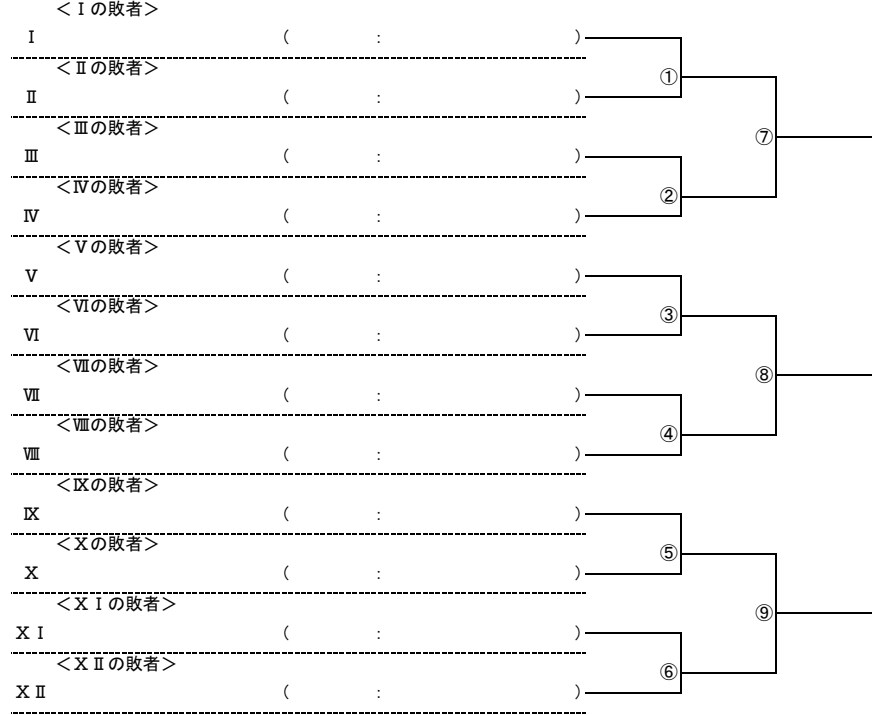 ＜Ⅰの敗者＞
Ⅰ （ ： ）
①
＜Ⅱの敗者＞
Ⅱ （ ： ）
⑦
＜Ⅲの敗者＞
Ⅲ （ ： ）
②
＜Ⅳの敗者＞
Ⅳ （ ： ）
＜Ⅴの敗者＞
Ⅴ （ ： ）
③
＜Ⅵの敗者＞
Ⅵ （ ： ）
⑧
＜Ⅶの敗者＞
Ⅶ （ ： ）
④
＜Ⅷの敗者＞
Ⅷ （ ： ）
＜Ⅸの敗者＞
Ⅸ （ ： ）
⑤
＜Ⅹの敗者＞
Ⅹ （ ： ）
⑨
＜ⅩⅠの敗者＞
ⅩⅠ （ ： ）
⑥
＜ⅩⅡの敗者＞
ⅩⅡ （ ： ）